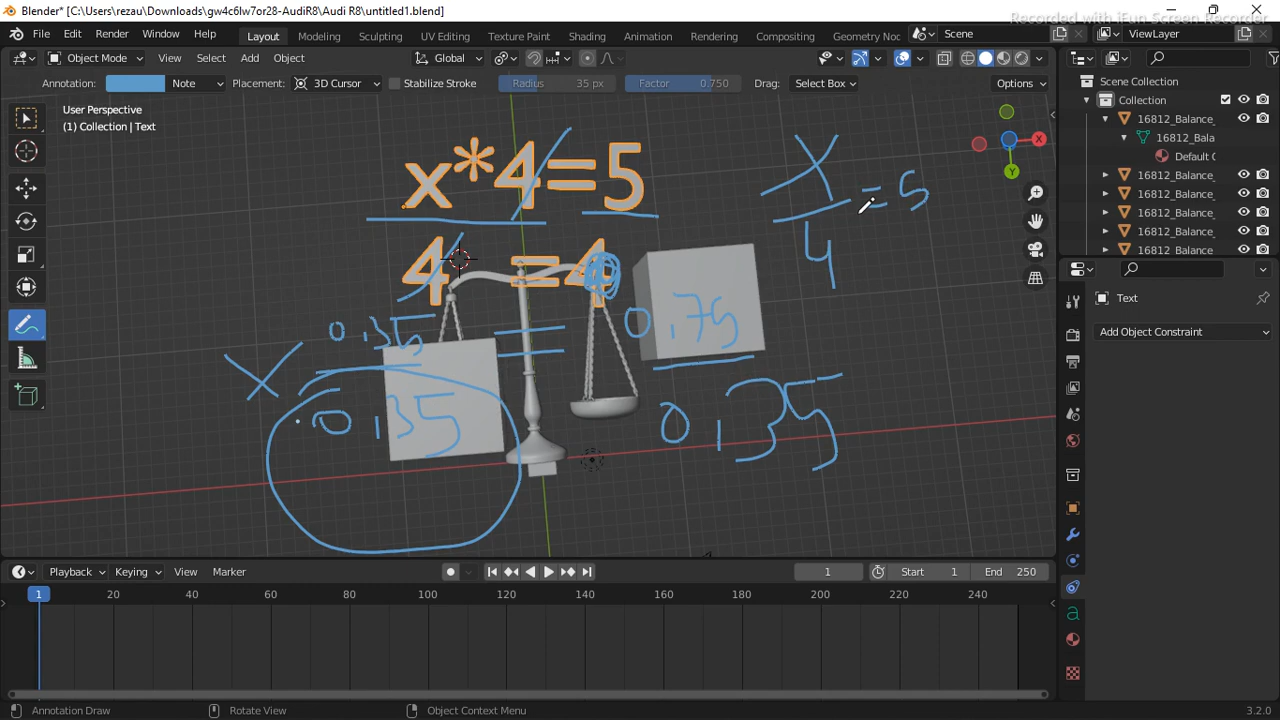 Blender* [C:\Users\rezau\Downloads\gw4c6lw7or28-AudiR8\Audi R8\untitled1.blend]
Recorded with iFun Screen Recorder
File Edit Render Window Help Layout Modeling Sculpting UV Editing Texture Paint Shading Animation Rendering Compositing Geometry Noc Scene ViewLayer
Object Mode View Select Add Object Global
Annotation: Note Placement: 3D Cursor Stabilize Stroke Radius 35 px Factor 0.750 Drag: Select Box Options
User Perspective
(1) Collection | Text
Scene Collection
Collection
16812_Balance_
16812_Bala
Default C
16812_Balance_
16812_Balance_
16812_Balance_
16812_Balance_
Text
Add Object Constraint
x*4=5
4 =4
X
4
= 5
0,35 = 0,75
X 0,35
0,35
Playback Keying View Marker 1 Start 1 End 250
1 20 40 60 80 100 120 140 160 180 200 220 240
Annotation Draw Rotate View Object Context Menu 3.2.0